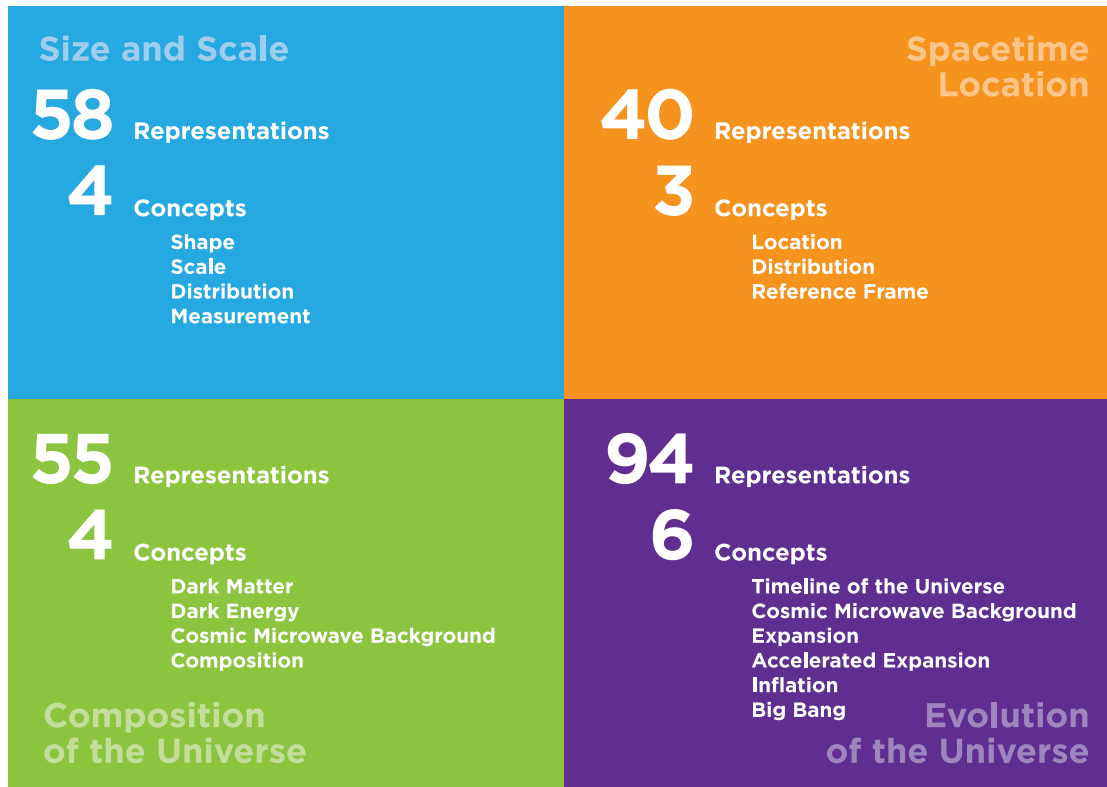 Size and Scale
58 Representations
4 Concepts
Shape
Scale
Distribution
Measurement
Spacetime
Location
40 Representations
3 Concepts
Location
Distribution
Reference Frame
55 Representations
4 Concepts
Dark Matter
Dark Energy
Cosmic Microwave Background
Composition
Composition
of the Universe
94 Representations
6 Concepts
Timeline of the Universe
Cosmic Microwave Background
Expansion
Accelerated Expansion
Inflation
Big Bang
Evolution
of the Universe